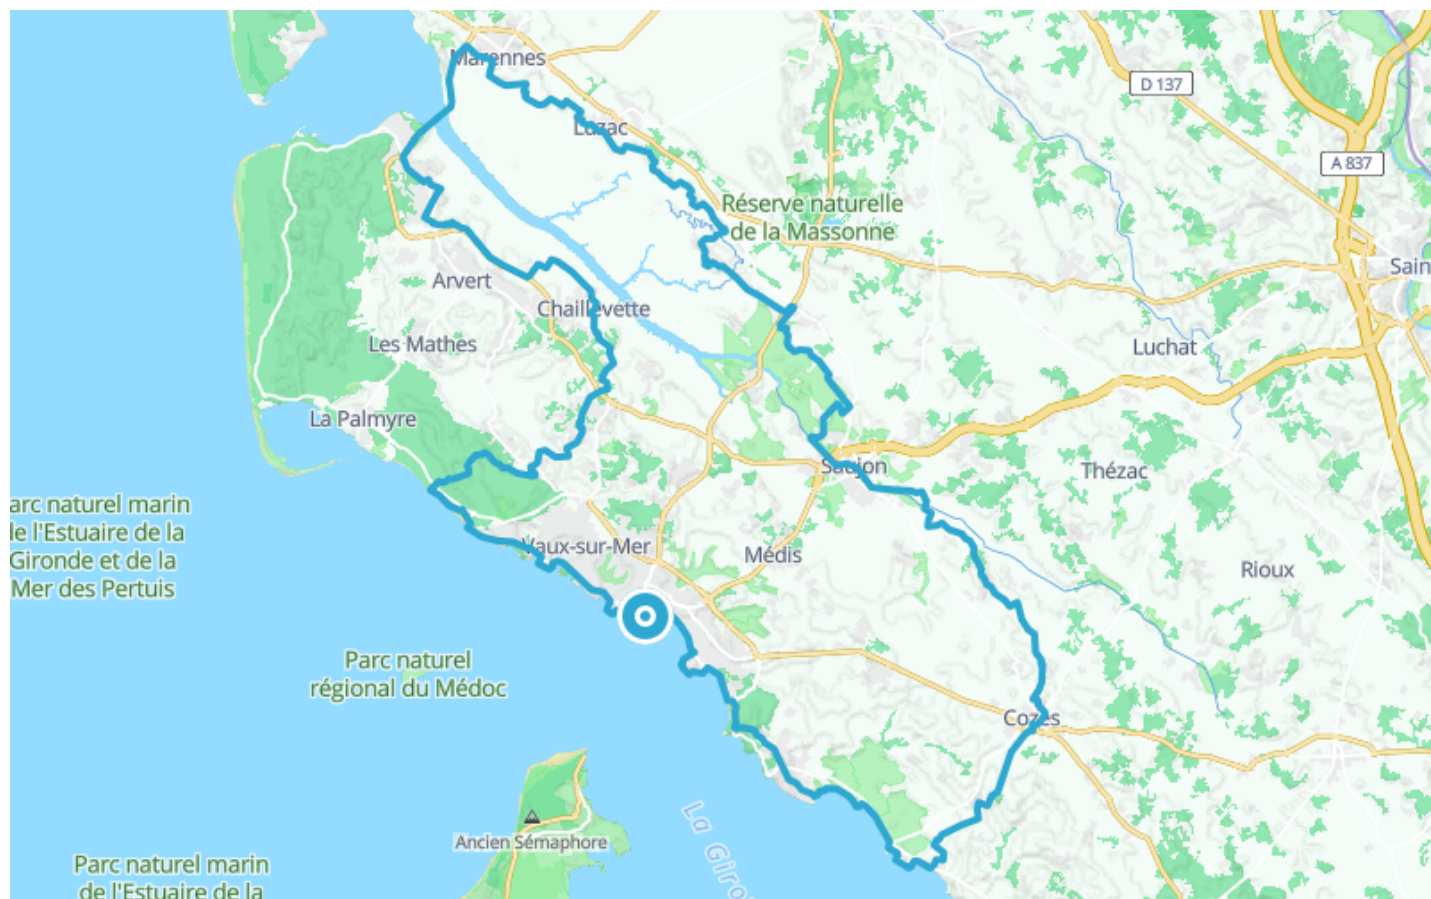 Marennes
D 137
Luzac
A 837
Réserve naturelle
de la Massonne
Sain
Arvert
Chaillevette
Les Mathes
Luchat
La Palmyre
Saujon
Thézac
arc naturel marin
de l'Estuaire de la
Gironde et de la
Mer des Pertuis
Vaux-sur-Mer
Médis
Rioux
Parc naturel
régional du Médoc
Cozes
La Giro
Ancien Sémaphore
Parc naturel marin
de l'Estuaire de la